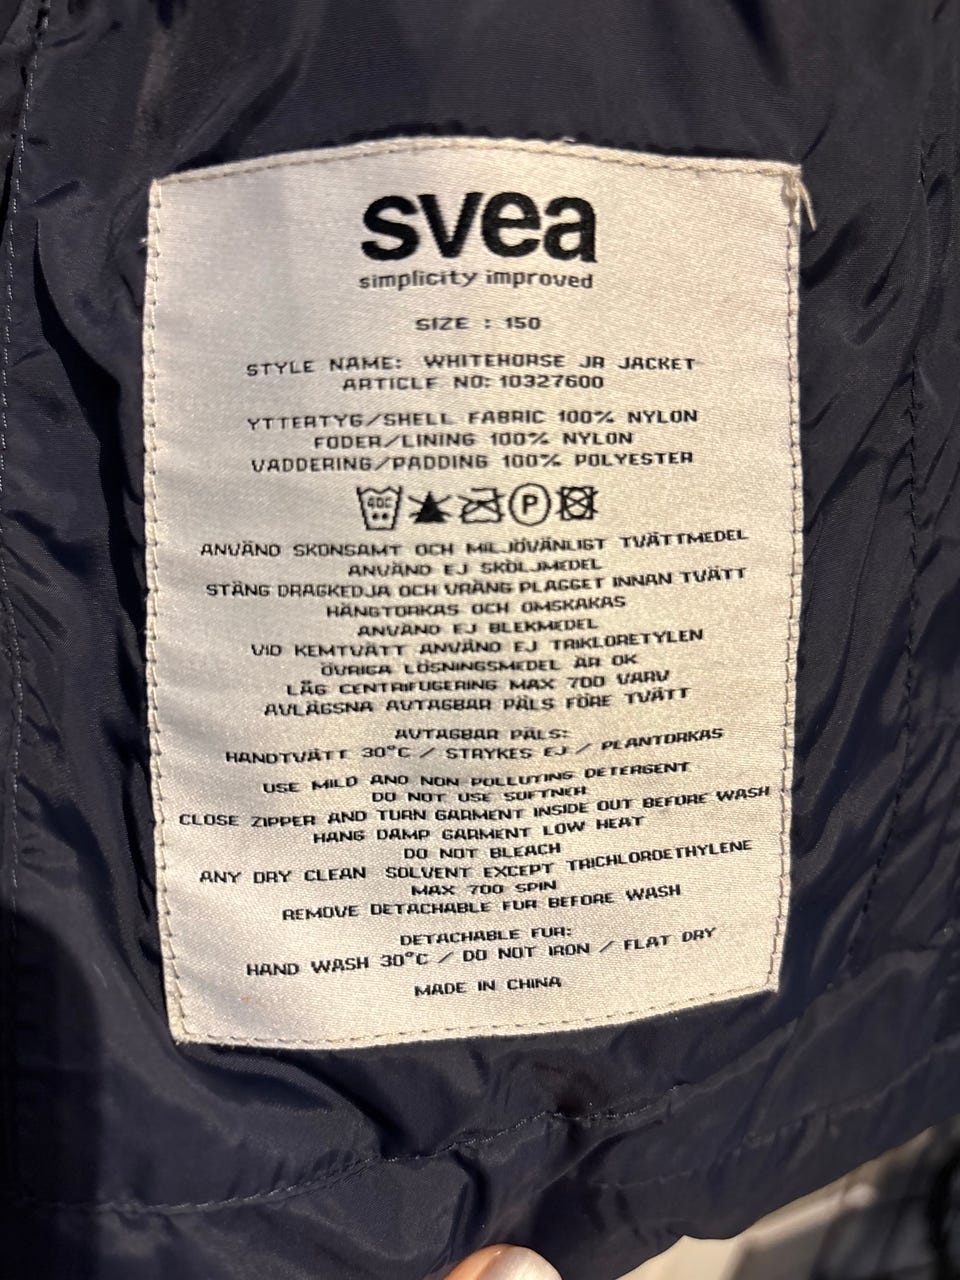 svea
simplicity improved
SIZE : 150
STYLE NAME: WHITEHORSE JR JACKET
ARTICLE NO: 10327600
YTTERTYG/SHELL FABRIC 100% NYLON
FODER/LINING 100% NYLON
VADDERING/PADDING 100% POLYESTER
40C P
ANVÄND SKONSAMT OCH MILJÖVÄNLIGT TVÄTTMEDEL
ANVÄND EJ SKÖLJMEDEL
STÄNG DRAGKEDJA OCH VRÄNG PLAGGET INNAN TVÄTT
HÄNGTORKAS OCH OMSKAKAS
ANVÄND EJ BLEKMEDEL
VID KEMTVÄTT ANVÄND EJ TRIKLORETYLEN
ÖVRIGA LÖSNINGSMEDEL ÄR OK
LÅG CENTRIFUGERING MAX 700 VARV
AVLÄGSNA AVTAGBAR PÄLS FÖRE TVÄTT
AVTAGBAR PÄLS:
HANDTVÄTT 30°C / STRYKES EJ / PLANTORKAS
USE MILD AND NON POLLUTING DETERGENT
DO NOT USE SOFTNER
CLOSE ZIPPER AND TURN GARMENT INSIDE OUT BEFORE WASH
HANG DAMP GARMENT LOW HEAT
DO NOT BLEACH
ANY DRY CLEAN SOLVENT EXCEPT TRICHLOROETHYLENE
MAX 700 SPIN
REMOVE DETACHABLE FUR BEFORE WASH
DETACHABLE FUR:
HAND WASH 30°C / DO NOT IRON / FLAT DRY
MADE IN CHINA